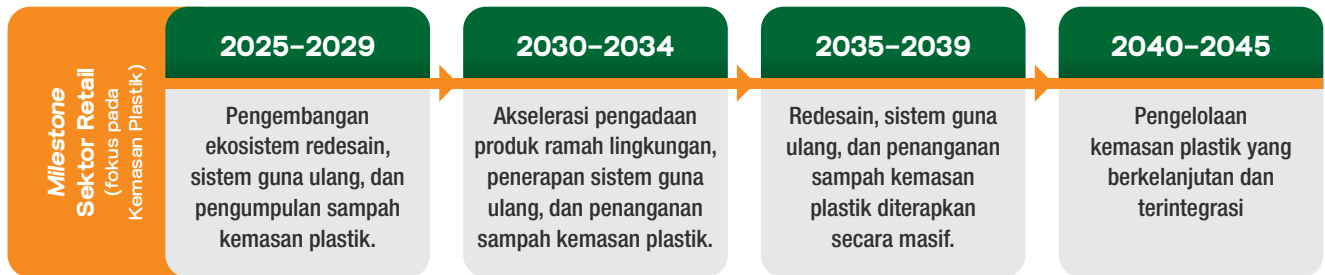 Milestone
Sektor Retail
(fokus pada
Kemasan Plastik)
2025–2029
Pengembangan
ekosistem redesain,
sistem guna ulang, dan
pengumpulan sampah
kemasan plastik.
2030–2034
Akselerasi pengadaan
produk ramah lingkungan,
penerapan sistem guna
ulang, dan penanganan
sampah kemasan plastik.
2035–2039
Redesain, sistem guna
ulang, dan penanganan
sampah kemasan
plastik diterapkan
secara masif.
2040–2045
Pengelolaan
kemasan plastik yang
berkelanjutan dan
terintegrasi